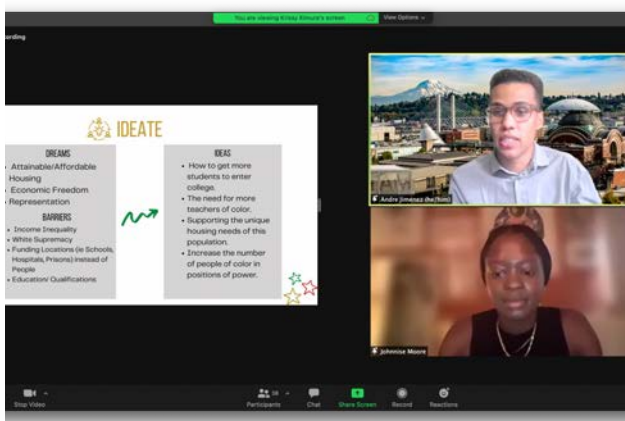 You are viewing Krissy Kimura's screen
View Options
ording
IDEATE
DREAMS
Attainable/Affordable
Housing
Economic Freedom
Representation
BARRIERS
Income Inequality
White Supremacy
Funding Locations (ie Schools,
Hospitals, Prisons) instead of
People
Education/ Qualifications
IDEAS
How to get more
students to enter
college.
The need for more
teachers of color.
Supporting the unique
housing needs of this
population.
Increase the number
of people of color in
positions of power.
Andre Jimenez (he/him)
Johnnise Moore
Stop Video
Participants
Chat
Share Screen
Record
Reactions